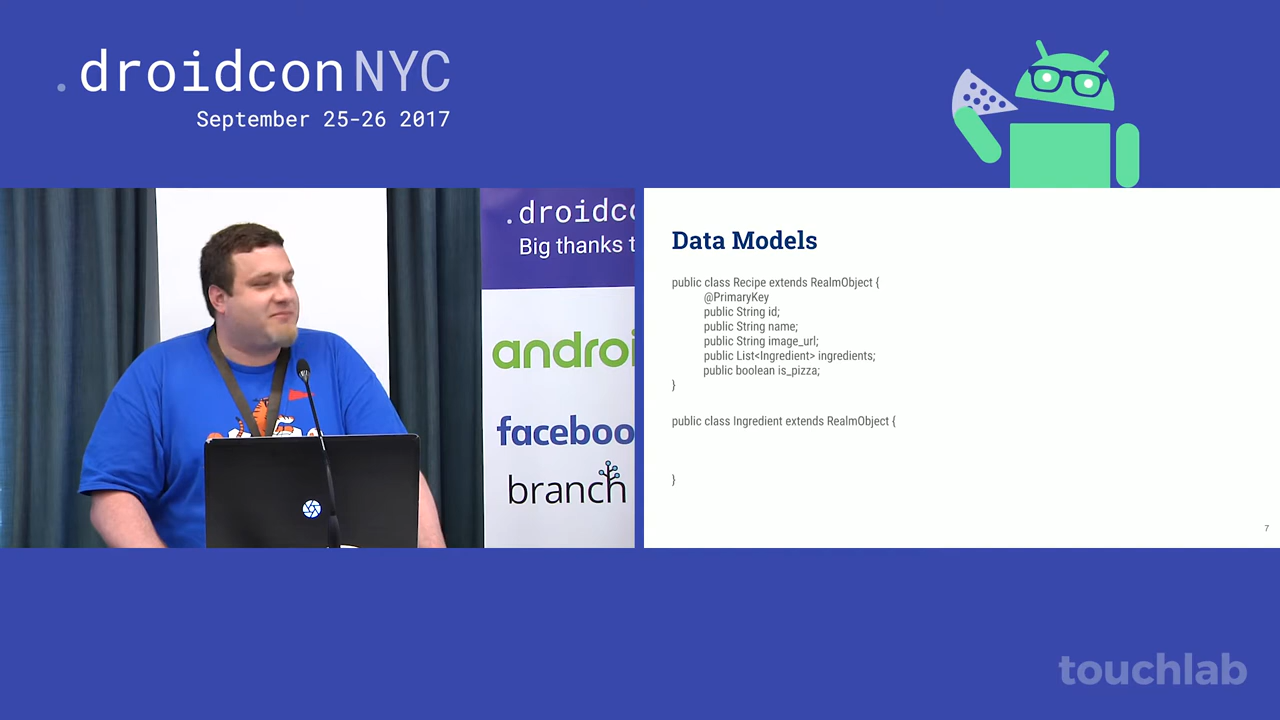 .droidcon NYC
September 25-26 2017
.droidco
Big thanks t
androi
faceboo
branch
Data Models
public class Recipe extends RealmObject {
@PrimaryKey
public String id;
public String name;
public String image_url;
public List<Ingredient> ingredients;
public boolean is_pizza;
}
public class Ingredient extends RealmObject {
}
7
touchlab